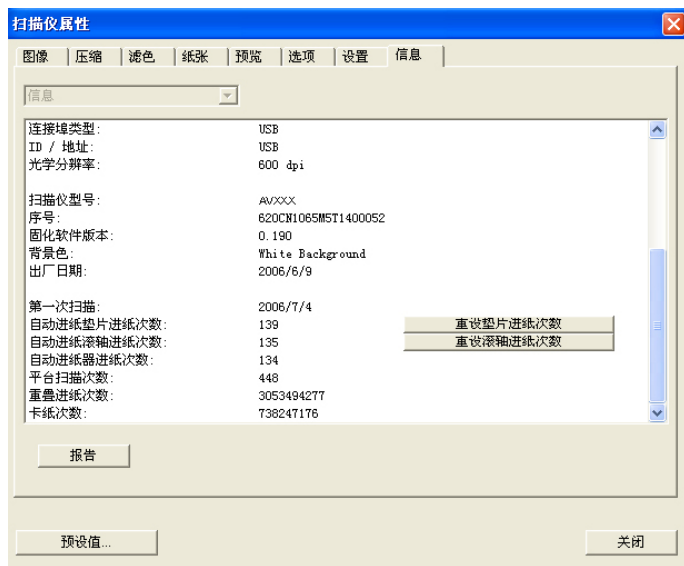 扫描仪属性
图像 压缩 滤色 纸张 预览 选项 设置 信息
信息
连接埠类型: USB
ID / 地址: USB
光学分辨率: 600 dpi
扫描仪型号: AVXXX
序号: 620CN1065M5T1400052
固化软件版本: 0.190
背景色: White Background
出厂日期: 2006/6/9
第一次扫描: 2006/7/4
自动进纸垫片进纸次数: 139 重设垫片进纸次数
自动进纸滚轴进纸次数: 135 重设滚轴进纸次数
自动进纸器进纸次数: 134
平台扫描次数: 448
重叠进纸次数: 3053494277
卡纸次数: 738247176
报告
预设值... 关闭